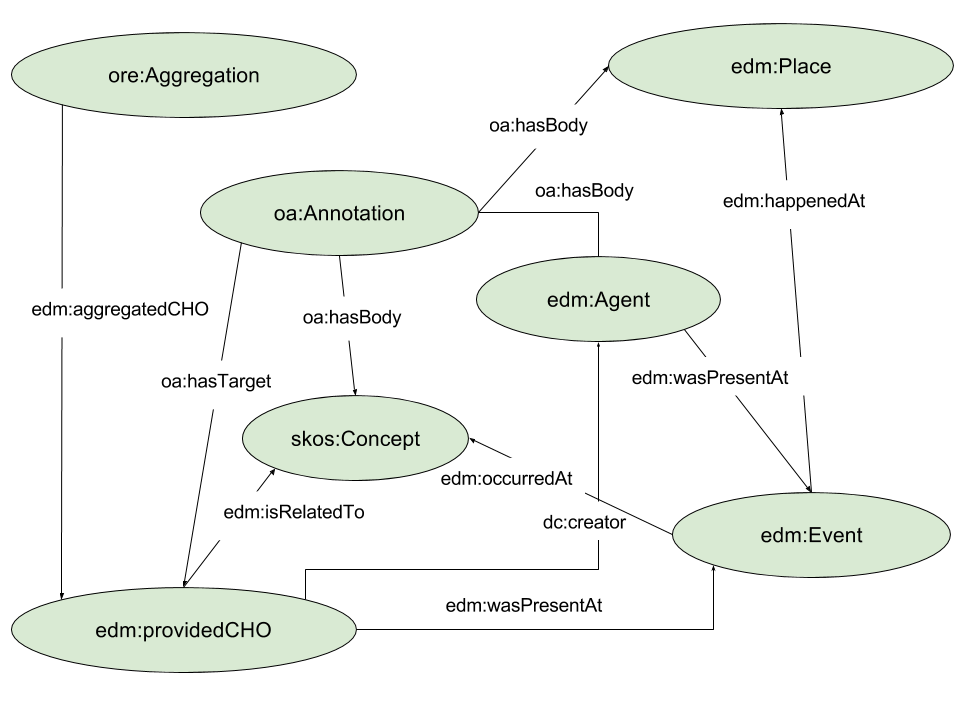 edm:Place
ore:Aggregation
oa:hasBody
oa:hasBody
edm:happenedAt
oa:Annotation
edm:Agent
edm:aggregatedCHO
oa:hasBody
edm:wasPresentAt
oa:hasTarget
skos:Concept
edm:occurredAt
edm:isRelatedTo
dc:creator
edm:Event
edm:wasPresentAt
edm:providedCHO